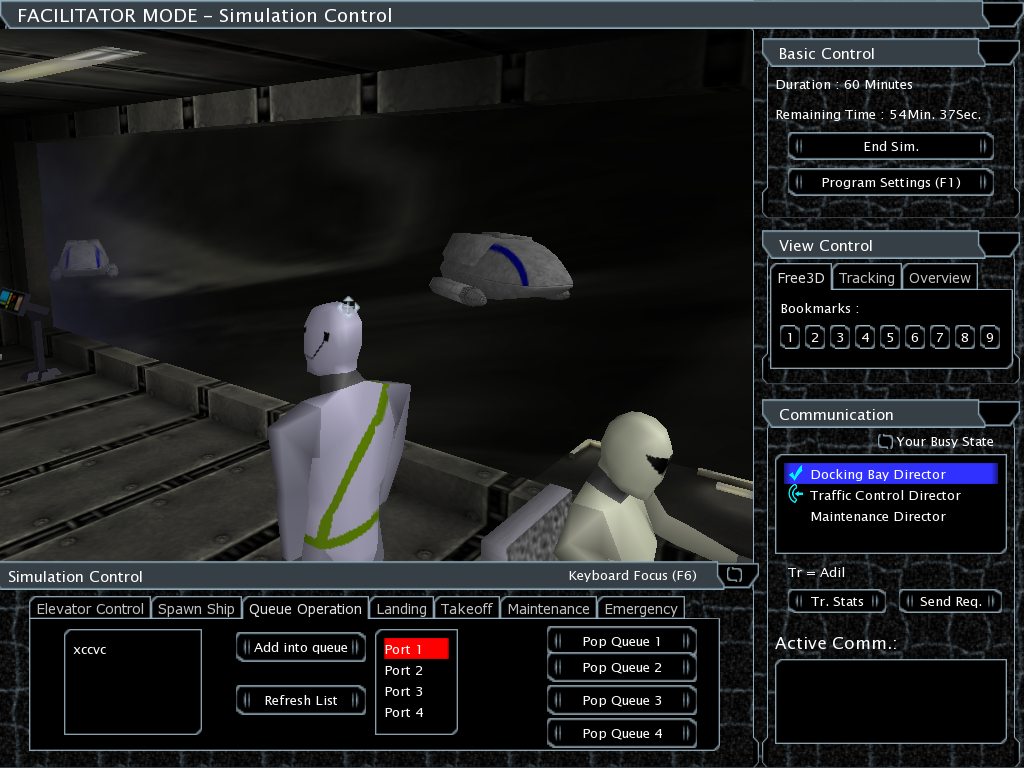 FACILITATOR MODE – Simulation Control
Basic Control
Duration : 60 Minutes
Remaining Time : 54Min. 37Sec.
End Sim.
Program Settings (F1)
View Control
Free3D Tracking Overview
Bookmarks :
1 2 3 4 5 6 7 8 9
Communication
Your Busy State
Docking Bay Director
Traffic Control Director
Maintenance Director
Tr = Adil
Tr. Stats Send Req.
Active Comm.:
Simulation Control Keyboard Focus (F6)
Elevator Control Spawn Ship Queue Operation Landing Takeoff Maintenance Emergency
xccvc
Add into queue
Refresh List
Port 1
Port 2
Port 3
Port 4
Pop Queue 1
Pop Queue 2
Pop Queue 3
Pop Queue 4